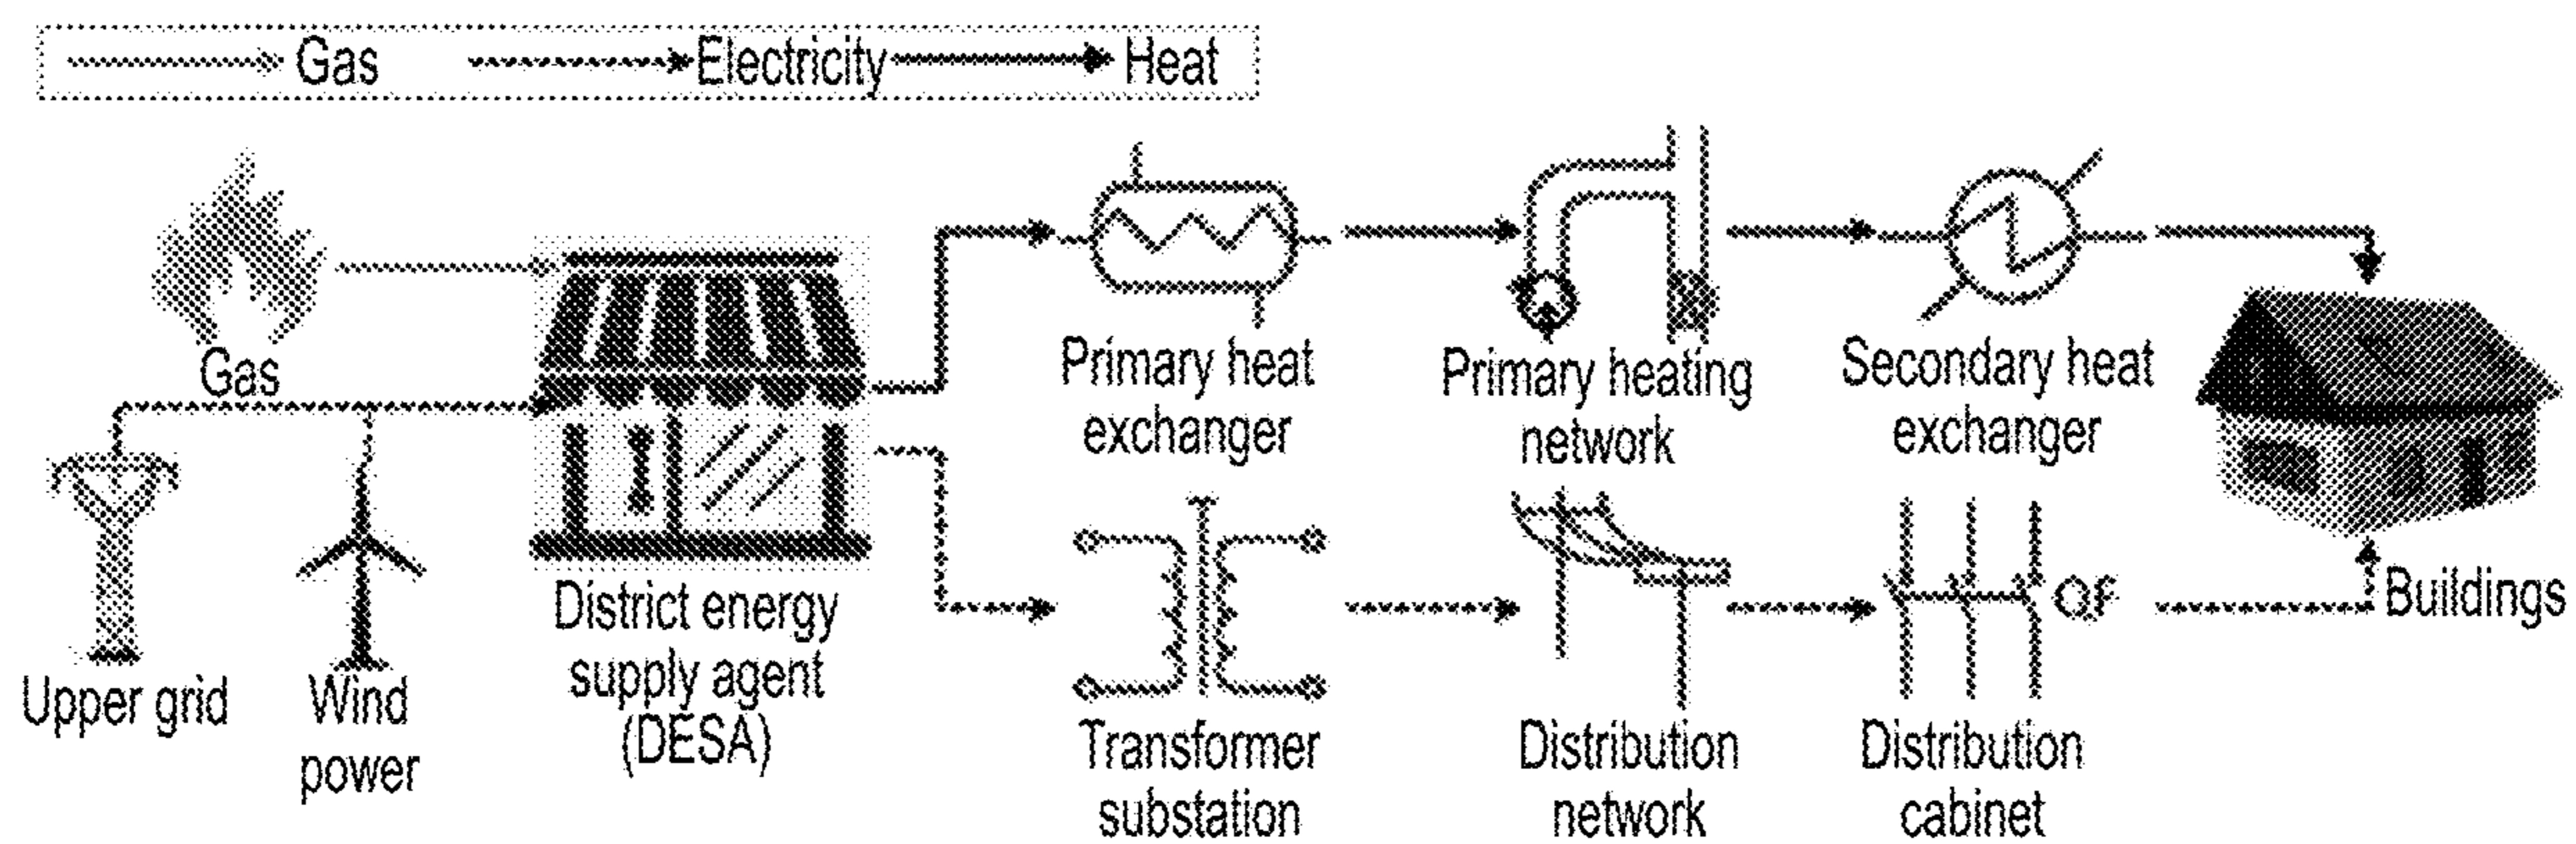 Gas Electricity Heat
Gas
Upper grid
Wind
power
District energy
supply agent
(DESA)
Primary heat
exchanger
Primary heating
network
Secondary heat
exchanger
Transformer
substation
Distribution
network
Distribution
cabinet
Buildings